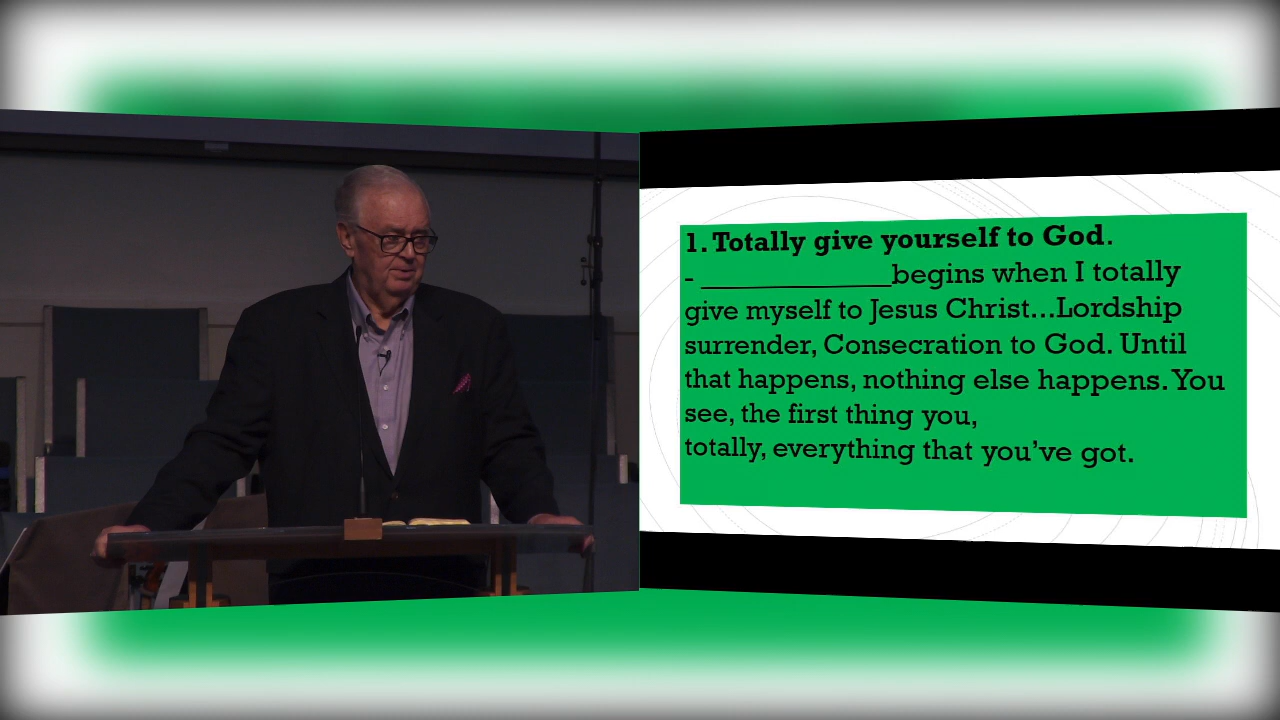 1. Totally give yourself to God.
- ______________begins when I totally
give myself to Jesus Christ...Lordship
surrender, Consecration to God. Until
that happens, nothing else happens. You
see, the first thing you,
totally, everything that you’ve got.